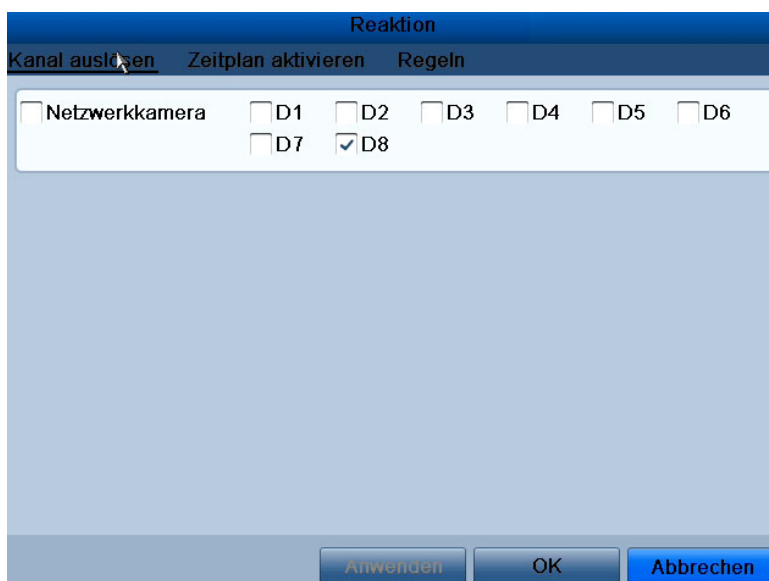 Reaktion
Kanal auslösen Zeitplan aktivieren Regeln
Netzwerkkamera D1 D2 D3 D4 D5 D6
D7 D8
Anwenden OK Abbrechen